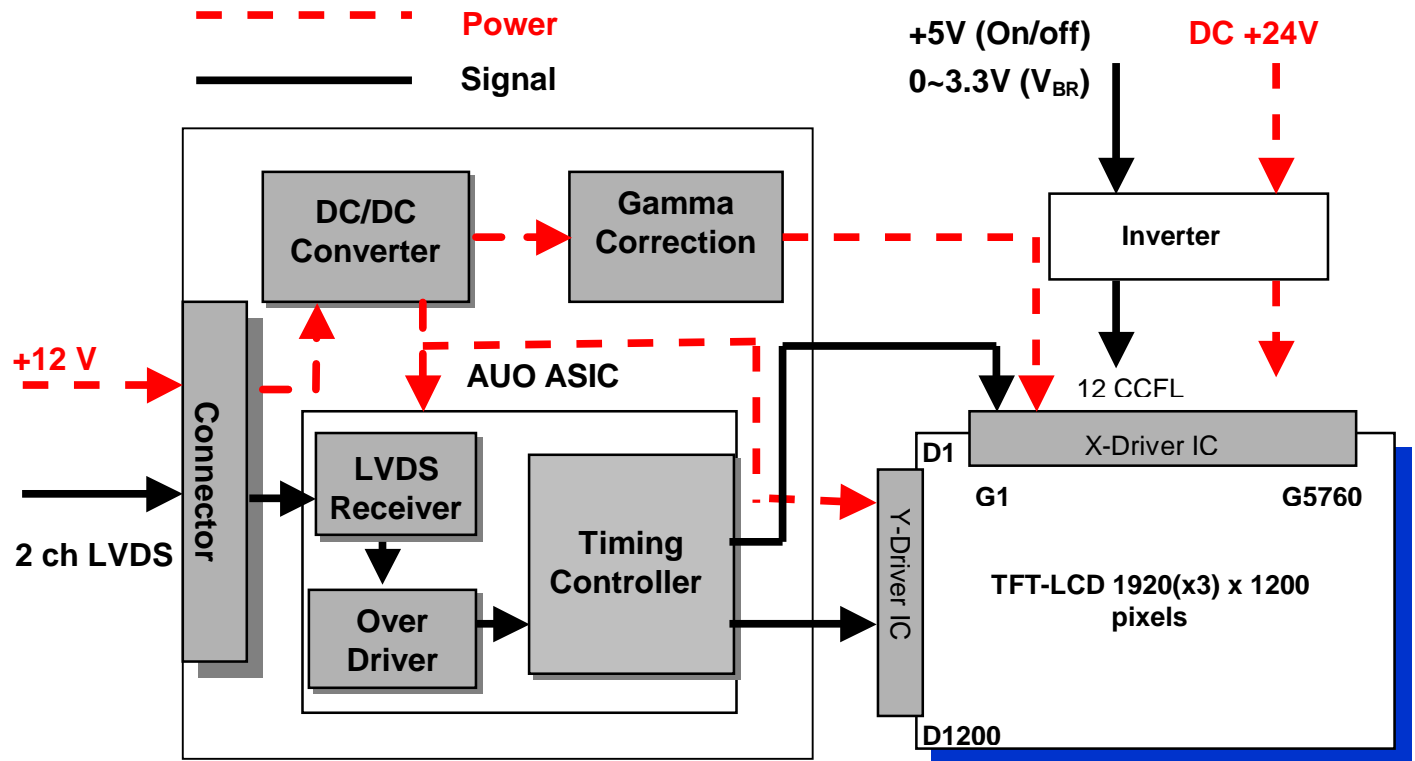 Power
Signal
+5V (On/off)
0~3.3V (VBR)
DC +24V
DC/DC
Converter
Gamma
Correction
Inverter
+12 V
AUO ASIC
12 CCFL
Connector
X-Driver IC
D1
G1
G5760
LVDS
Receiver
2 ch LVDS
Timing
Controller
Y-Driver IC
TFT-LCD 1920(x3) x 1200
pixels
Over
Driver
D1200